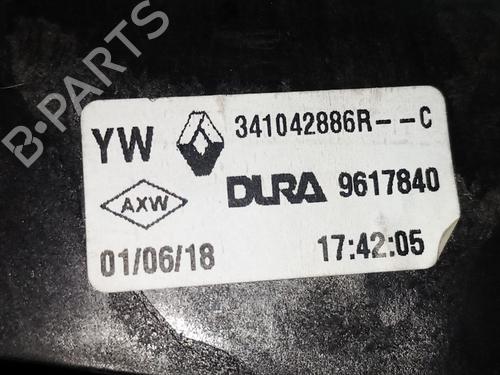 B-PARTS
YW 341042886R--C
AXW DURA 9617840
01/06/18 17:42:05